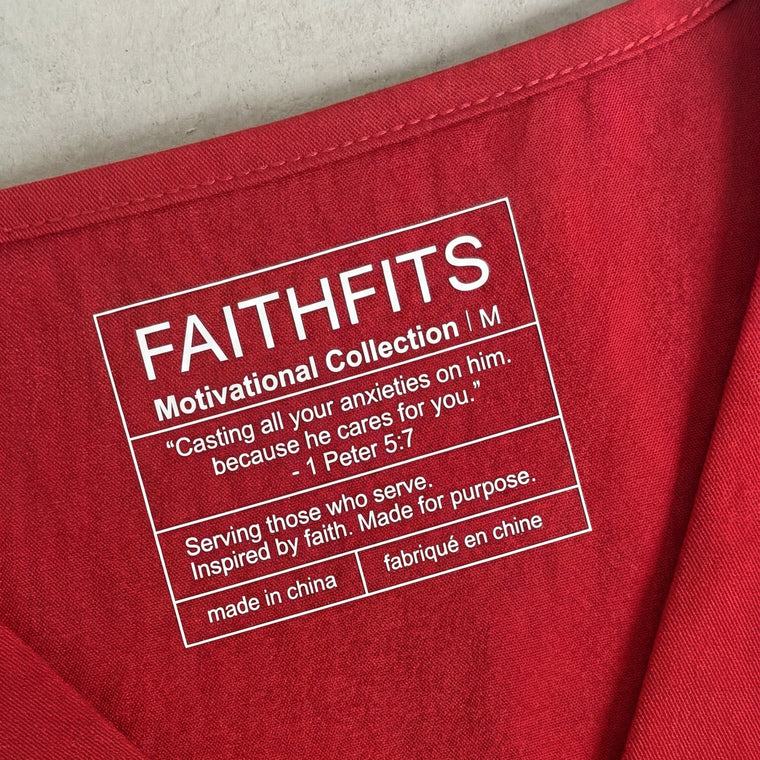 FAITHFITS
Motivational Collection | M
“Casting all your anxieties on him.
because he cares for you.”
- 1 Peter 5:7
Serving those who serve.
Inspired by faith. Made for purpose.
made in china
fabriqué en chine